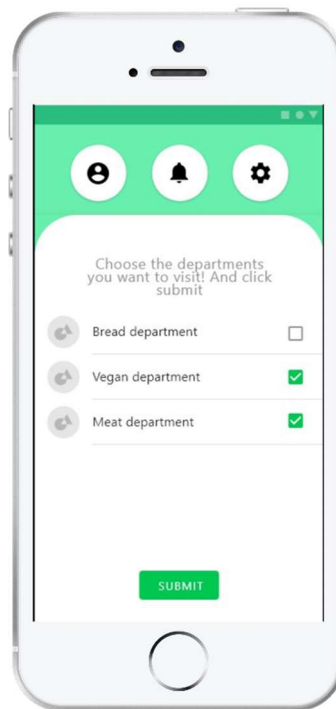 Choose the departments
you want to visit! And click
submit
Bread department
Vegan department
Meat department
SUBMIT